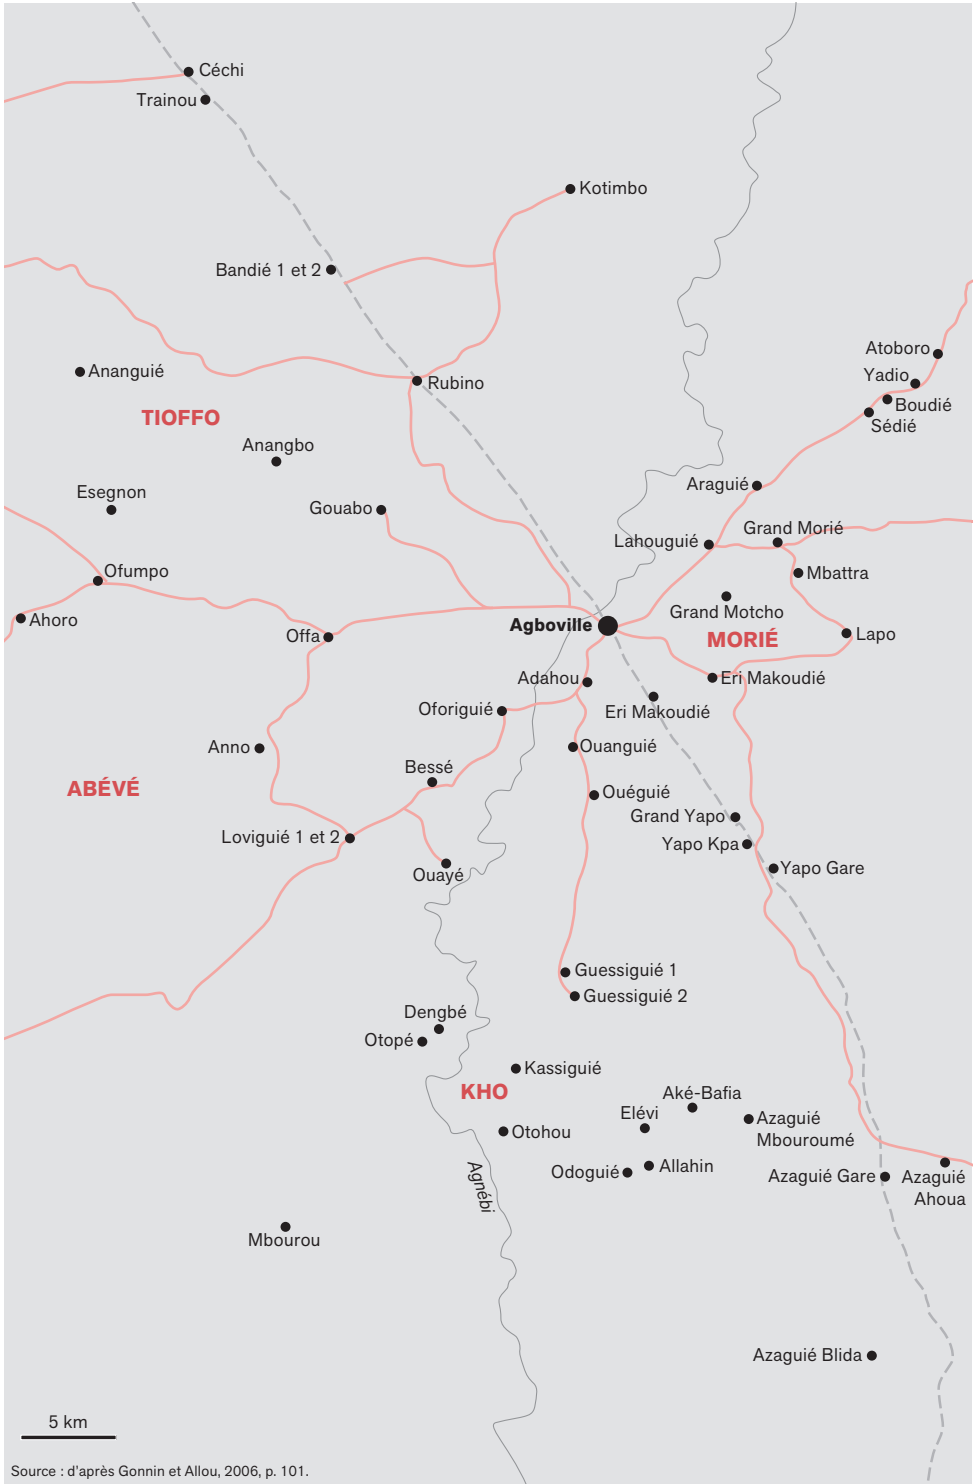 Céchi
Trainou
Kotimbo
Bandié 1 et 2
Atoboro
Ananguié
Rubino
Yadio
Boudié
TIOFFO
Sédié
Anangbo
Araguié
Esegnon
Gouabo
Grand Morié
Lahouguié
Ofumpo
Mbattra
Grand Motcho
Ahoro
Agboville
Offa
MORIÉ
Lapo
Adahou
Eri Makoudié
Oforiguié
Eri Makoudié
Anno
Ouanguié
Bessé
ABÉVÉ
Ouéguié
Grand Yapo
Loviguié 1 et 2
Yapo Kpa
Ouayé
Yapo Gare
Guessiguié 1
Guessiguié 2
Dengbé
Otopé
Kassiguié
KHO
Aké-Bafia
Elévi
Azaguié
Mbouroumé
Otohou
Agnébi
Odoguié
Allahin
Azaguié Gare
Azaguié
Ahoua
Mbourou
Azaguié Blida
5 km
Source : d'après Gonnin et Allou, 2006, p. 101.